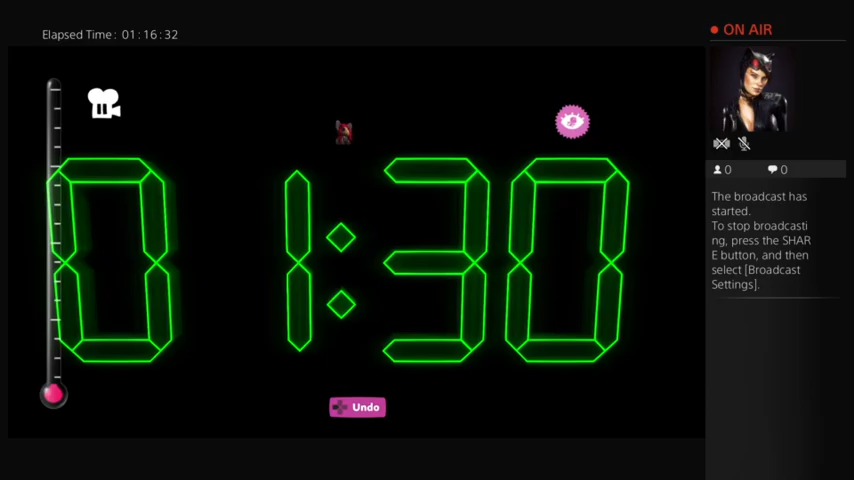 Elapsed Time: 01:16:32
ON AIR
01:30
0 0
The broadcast has
started.
To stop broadcasti
ng, press the SHAR
E button, and then
select [Broadcast
Settings].
Undo